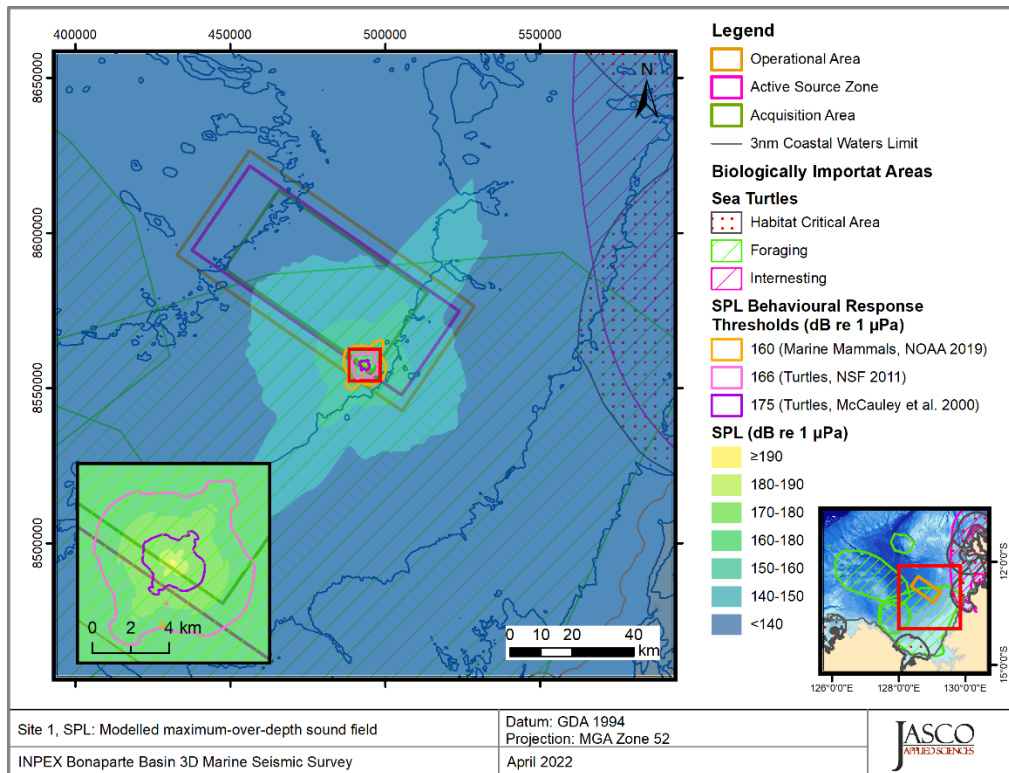 400000 450000 500000 550000
8650000
8600000
8550000
8500000
N
0 2 4 km
0 10 20 40
km
Legend
Operational Area
Active Source Zone
Acquisition Area
3nm Coastal Waters Limit
Biologically Importat Areas
Sea Turtles
Habitat Critical Area
Foraging
Internesting
SPL Behavioural Response
Thresholds (dB re 1 µPa)
160 (Marine Mammals, NOAA 2019)
166 (Turtles, NSF 2011)
175 (Turtles, McCauley et al. 2000)
SPL (dB re 1 µPa)
≥190
180-190
170-180
160-180
150-160
140-150
<140
12°0'0"S
15°0'0"S
126°0'0"E 128°0'0"E 130°0'0"E
Site 1, SPL: Modelled maximum-over-depth sound field
Datum: GDA 1994
Projection: MGA Zone 52
INPEX Bonaparte Basin 3D Marine Seismic Survey
April 2022
JASCO
APPLIED SCIENCES